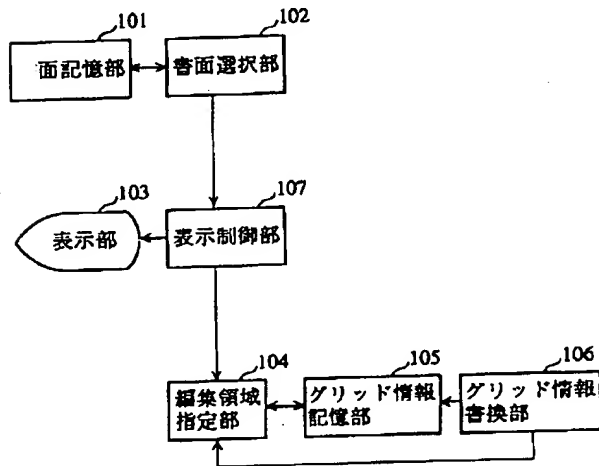 101
面記憶部
102
書面選択部
103
表示部
107
表示制御部
104
編集領域
指定部
105
グリッド情報
記憶部
106
グリッド情報
書換部